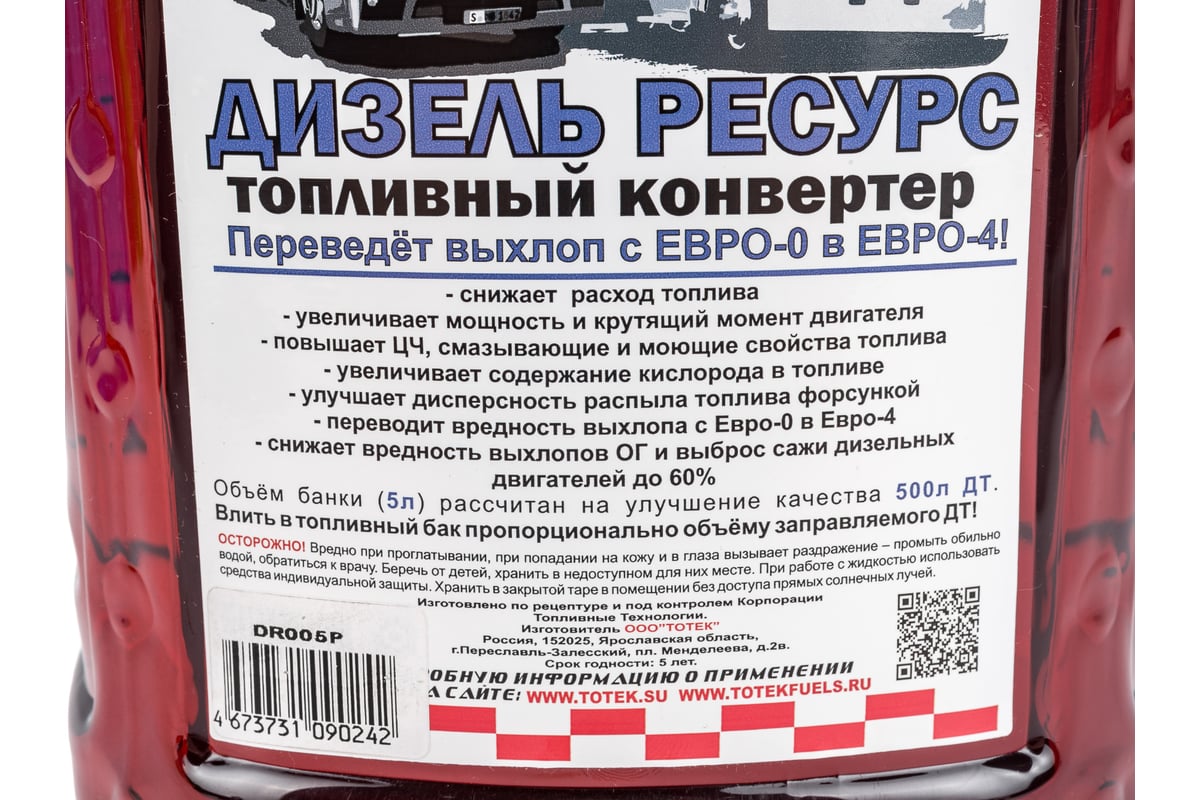 ДИЗЕЛЬ РЕСУРС
ТОПЛИВНЫЙ КОНВЕРТЕР
Переведёт выхлоп с ЕВРО-0 в ЕВРО-4!
- снижает расход топлива
- увеличивает мощность и крутящий момент двигателя
- повышает ЦЧ, смазывающие и моющие свойства топлива
- увеличивает содержание кислорода в топливе
- улучшает дисперсность распыла топлива форсункой
- переводит вредность выхлопа с Евро-0 в Евро-4
- снижает вредность выхлопов ОГ и выброс сажи дизельных
двигателей до 60%
Объём банки (5л) рассчитан на улучшение качества 500л ДТ.
Влить в топливный бак пропорционально объёму заправляемого ДТ!
ОСТОРОЖНО! Вредно при проглатывании, при попадании на кожу и в глаза вызывает раздражение – промыть обильно
водой, обратиться к врачу. Беречь от детей, хранить в недоступном для них месте. При работе с жидкостью использовать
средства индивидуальной защиты. Хранить в закрытой таре в помещении без доступа прямых солнечных лучей.
Изготовлено по рецептуре и под контролем Корпорации
Топливные Технологии.
Изготовитель ООО"ТОТЕК"
Россия, 152025, Ярославская область,
г.Переславль-Залесский, пл. Менделеева, д.2в.
Срок годности: 5 лет.
ОБНУЮ ИНФОРМАЦИЮ О ПРИМЕНЕНИИ
А САЙТЕ: WWW.TOTEK.SU WWW.TOTEKFUELS.RU
DR005P
4 673731 090242